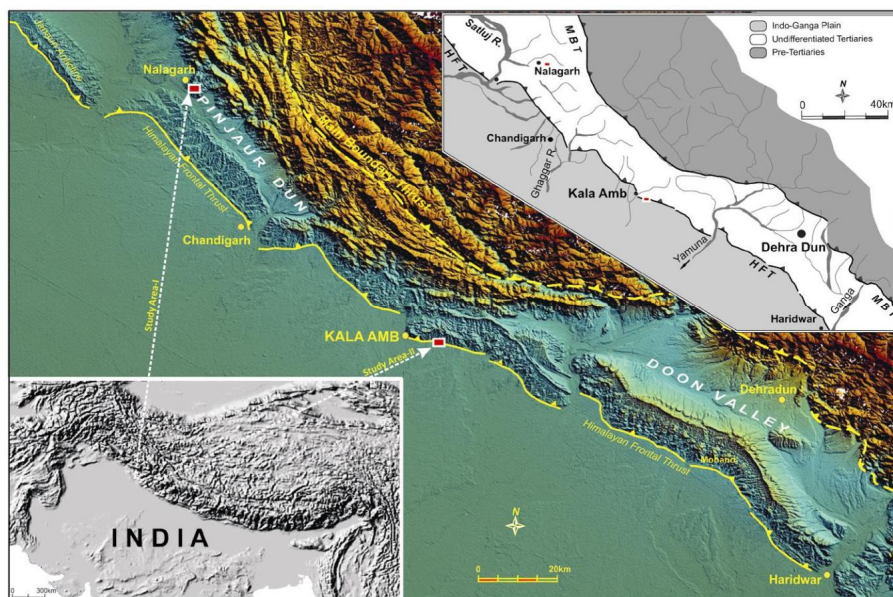 Janauri Anticline
Nalagarh
PINJAUR DUN
Main Boundary Thrust
Himalayan Frontal Thrust
Chandigarh
Study Area-I
KALA AMB
Study Area-II
DOON VALLEY
Dehradun
Himalayan Frontal Thrust
Mohand
Haridwar
N
0 20km
INDIA
0 300km
Indo-Ganga Plain
Undifferentiated Tertiaries
Pre-Tertiaries
N
0 40km
Satluj R.
MBT
HFT
Nalagarh
Chandigarh
Ghaggar R.
Kala Amb
Yamuna
Dehra Dun
HFT
Ganga
MBT
Haridwar